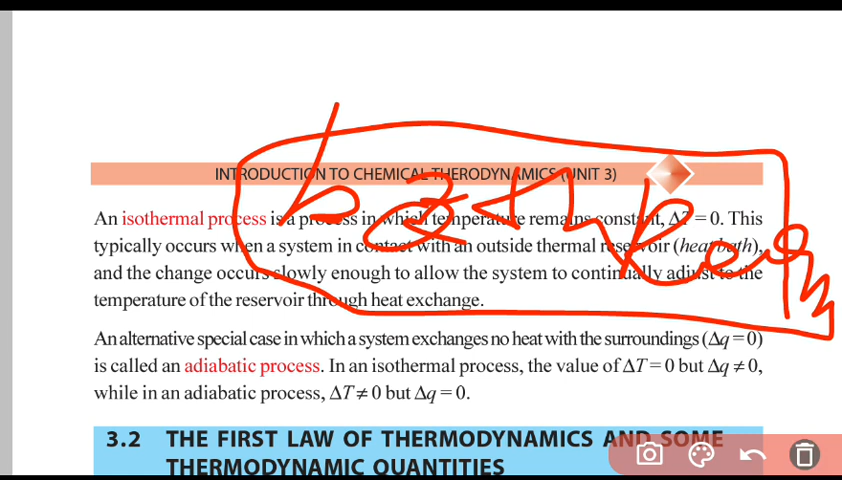 INTRODUCTION TO CHEMICAL THERODYNAMICS (UNIT 3)
An isothermal process is a process in which temperature remains constant, ΔT = 0. This
typically occurs when a system in contact with an outside thermal reservoir (heat bath),
and the change occurs slowly enough to allow the system to continually adjust to the
temperature of the reservoir through heat exchange.
An alternative special case in which a system exchanges no heat with the surroundings (Δq = 0)
is called an adiabatic process. In an isothermal process, the value of ΔT = 0 but Δq ≠ 0,
while in an adiabatic process, ΔT ≠ 0 but Δq = 0.
3.2 THE FIRST LAW OF THERMODYNAMICS AND SOME
THERMODYNAMIC QUANTITIES